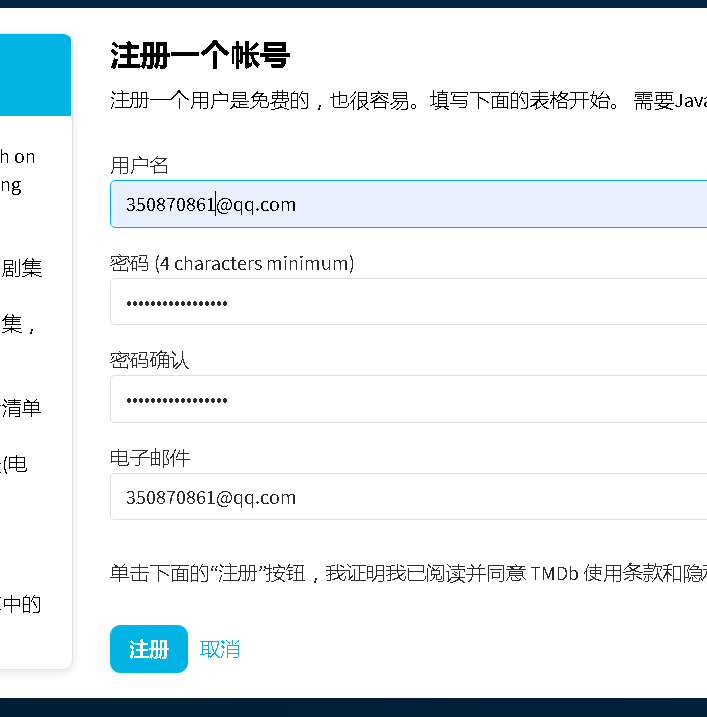 注册一个帐号
注册一个用户是免费的，也很容易。填写下面的表格开始。 需要Java
h on
ng
用户名
350870861@qq.com
剧集
密码 (4 characters minimum)
集，
••••••••••••••••••
密码确认
••••••••••••••••••
清单
电子邮件
(电
350870861@qq.com
单击下面的“注册”按钮，我证明我已阅读并同意 TMDb 使用条款和隐
中的
注册 取消